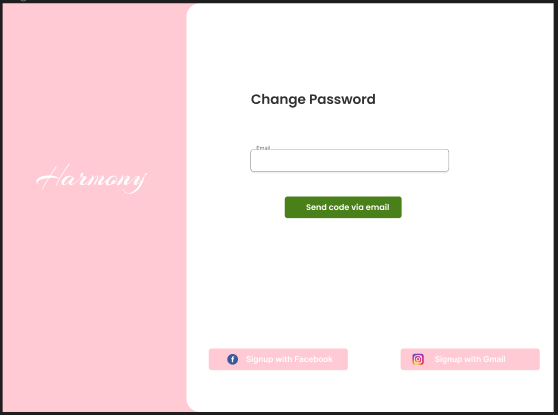 Harmony
Change Password
Email
Send code via email
Signup with Facebook
Signup with Gmail